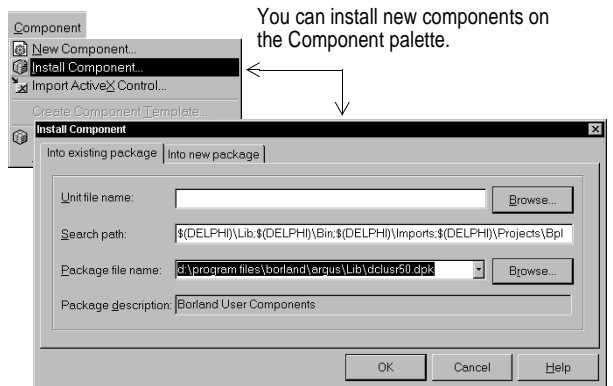 You can install new components on
the Component palette.
Component
New Component...
Install Component...
Import ActiveX Control...
Create Component Template...
Install Component
Into existing package
Into new package
Unit file name:
Browse...
Search path:
$(DELPHI)\Lib;$(DELPHI)\Bin;$(DELPHI)\Imports;$(DELPHI)\Projects\Bpl
Package file name:
d:\program files\borland\argus\Lib\dclusr50.dpk
Browse...
Package description:
Borland User Components
OK
Cancel
Help